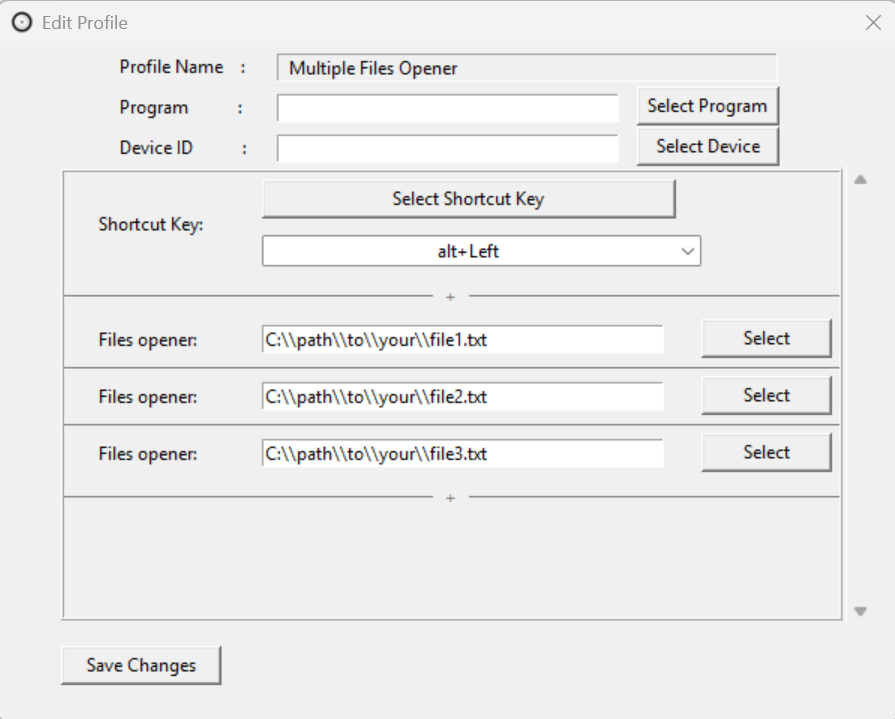 Edit Profile
Profile Name : Multiple Files Opener
Program : Select Program
Device ID : Select Device
Select Shortcut Key
Shortcut Key:
alt+Left
+
Files opener: C:\\path\\to\\your\\file1.txt Select
Files opener: C:\\path\\to\\your\\file2.txt Select
Files opener: C:\\path\\to\\your\\file3.txt Select
+
Save Changes